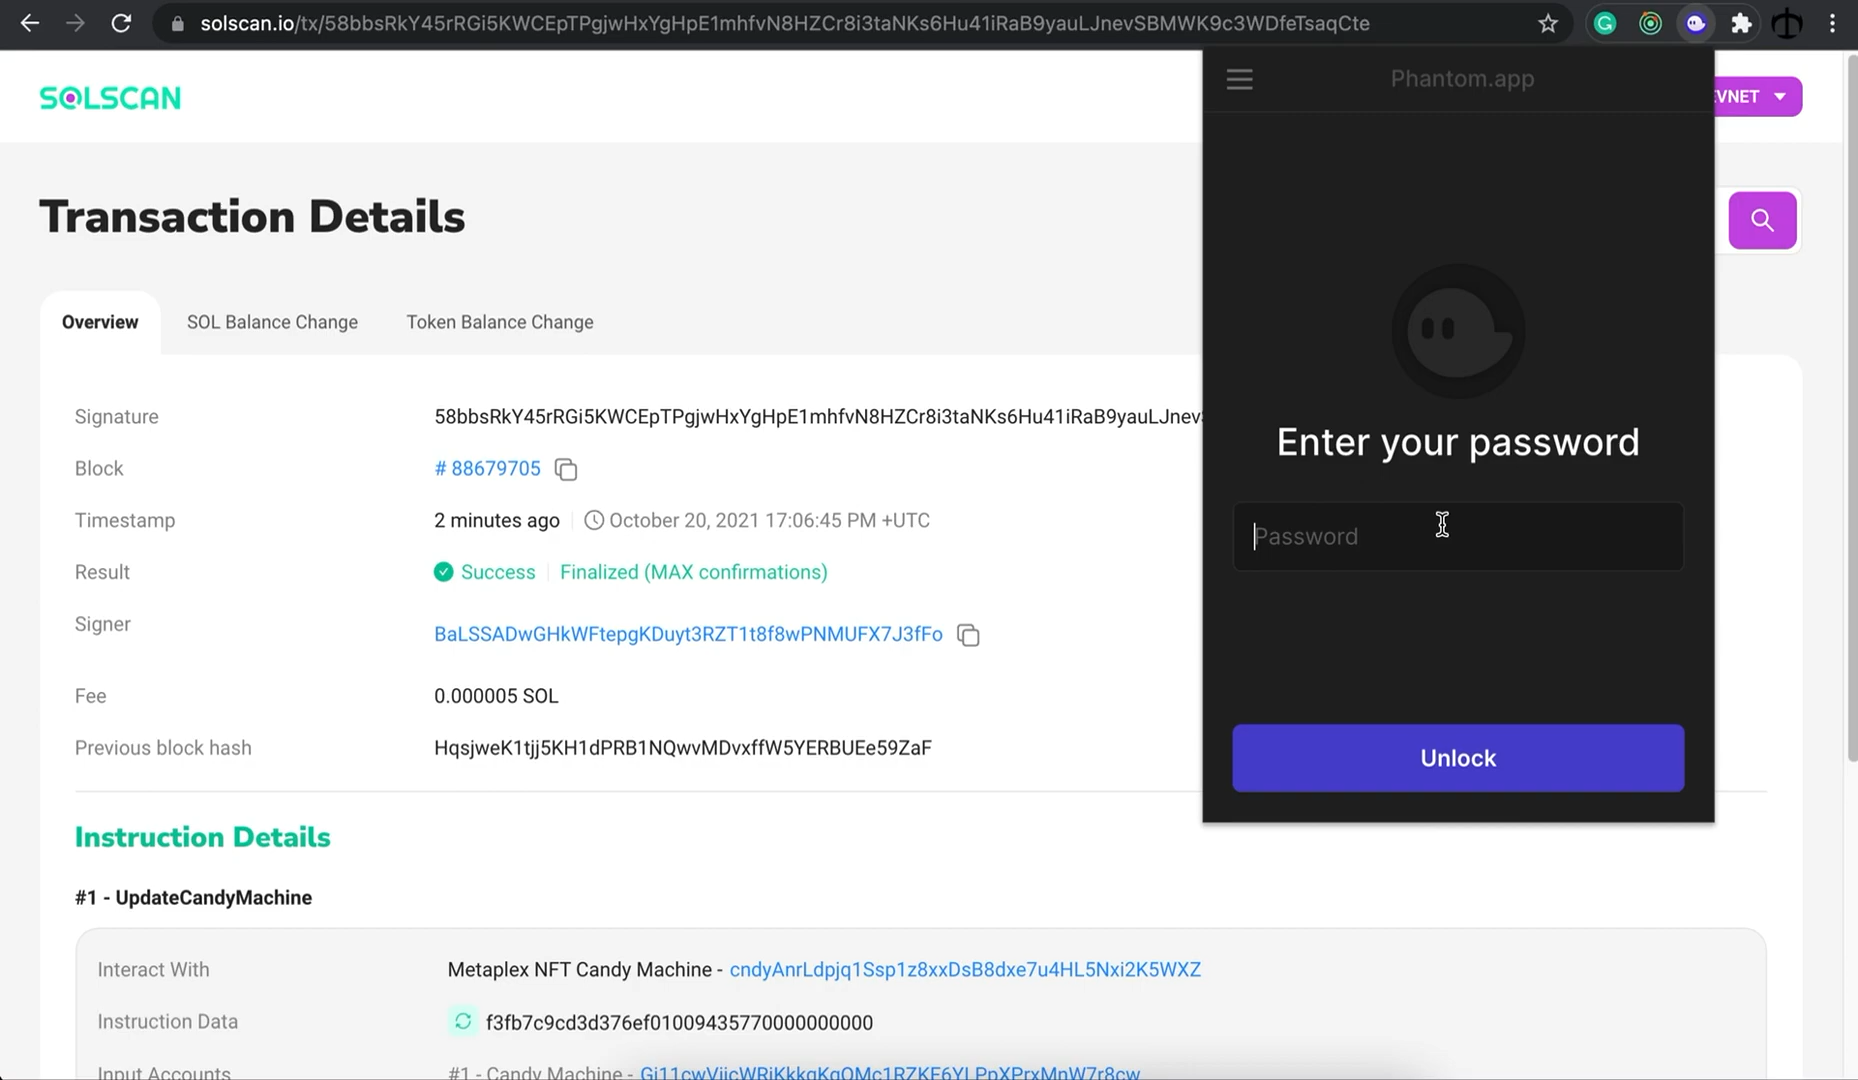 solscan.io/tx/58bbsRkY45rRGi5KWCEpTPgjwHxYgHpE1mhfvN8HZCr8i3taNKs6Hu41iRaB9yauLJnevSBMWK9c3WDfeTsaqCte
SOLSCAN
Phantom.app
EVNET
Transaction Details
Overview
SOL Balance Change
Token Balance Change
Signature
58bbsRkY45rRGi5KWCEpTPgjwHxYgHpE1mhfvN8HZCr8i3taNKs6Hu41iRaB9yauLJnev
Block
# 88679705
Timestamp
2 minutes ago
October 20, 2021 17:06:45 PM +UTC
Result
Success
Finalized (MAX confirmations)
Signer
BaLSSADwGHkWFtepgKDuyt3RZT1t8f8wPNMUFX7J3fFo
Fee
0.000005 SOL
Previous block hash
HqsjweK1tjj5KH1dPRB1NQwvMDvxffW5YERBUEe59ZaF
Enter your password
Password
Unlock
Instruction Details
#1 - UpdateCandyMachine
Interact With
Metaplex NFT Candy Machine - cndyAnrLdpjq1Ssp1z8xxDsB8dxe7u4HL5Nxi2K5WXZ
Instruction Data
f3fb7c9cd3d376ef01009435770000000000
Input Accounts
#1 - Candy Machine -